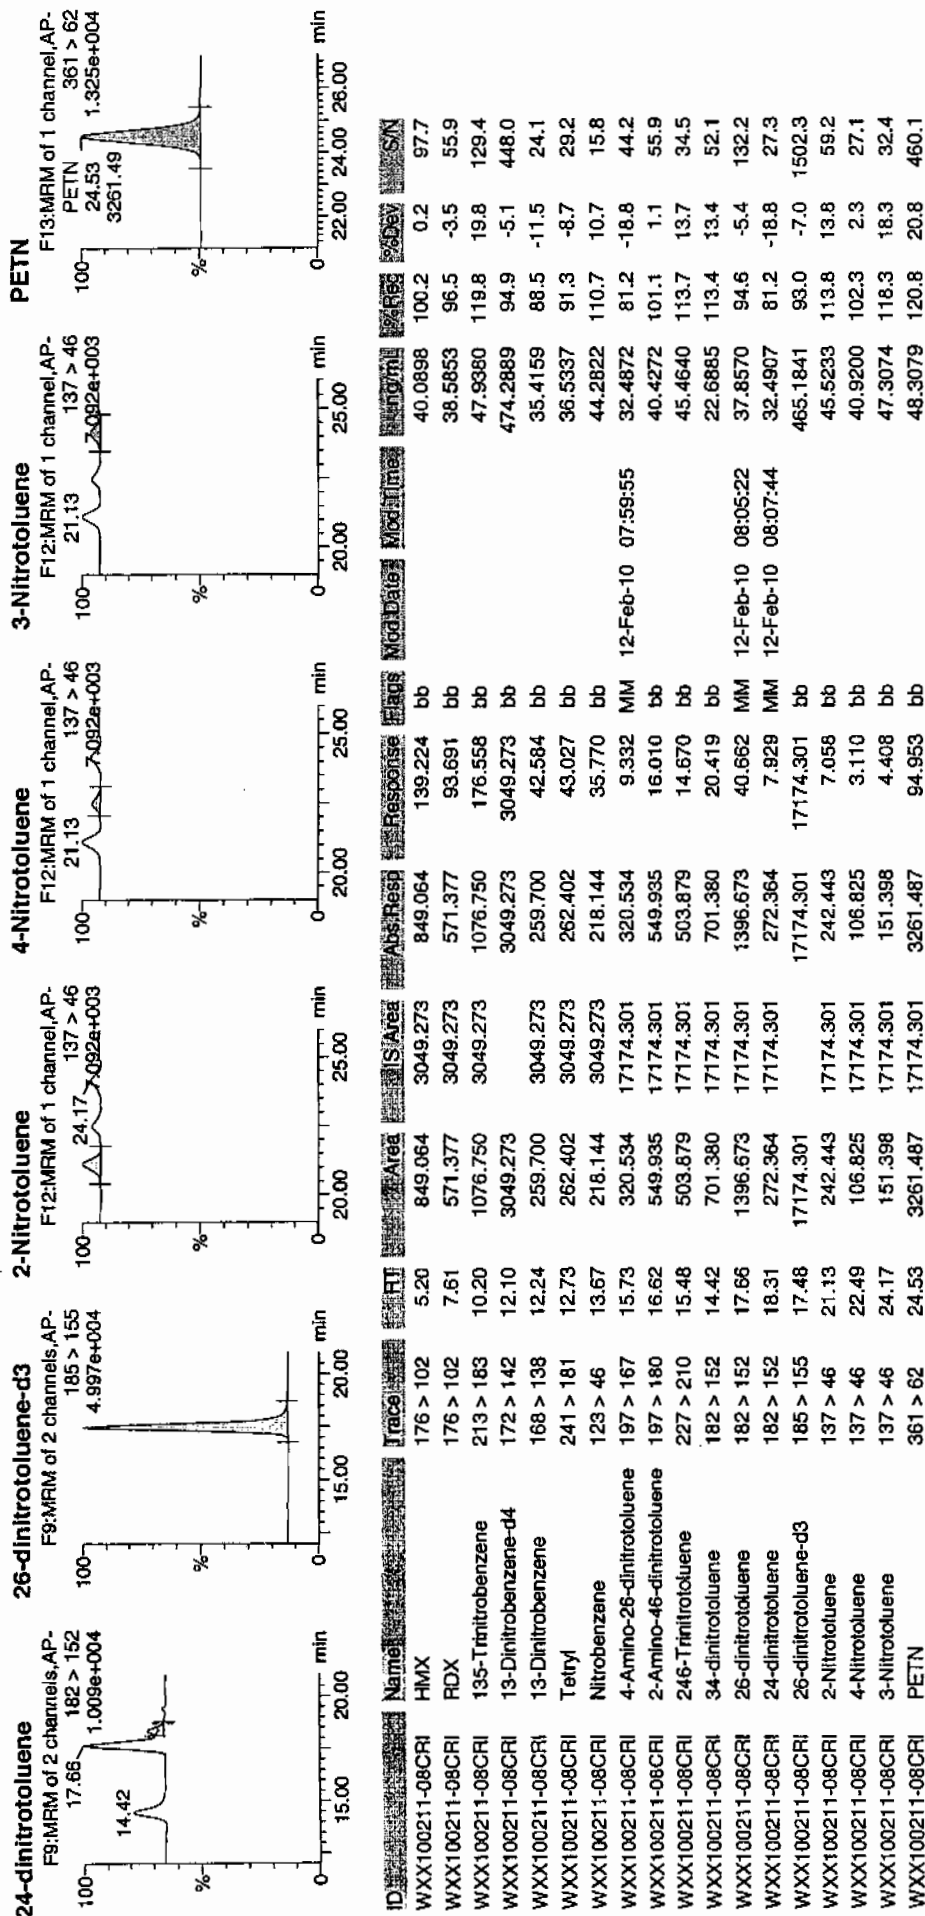 24-dinitrotoluene
F9:MRM of 2 channels,AP-
182 > 152
1.009e+004
17.66
14.42
100
%
0
15.00 20.00 min
26-dinitrotoluene-d3
F9:MRM of 2 channels,AP-
185 > 155
4.997e+004
100
%
0
15.00 20.00 min
2-Nitrotoluene
F12:MRM of 1 channel,AP-
137 > 46
24.17 7.092e+003
100
%
0
20.00 25.00 min
4-Nitrotoluene
F12:MRM of 1 channel,AP-
137 > 46
21.13 7.092e+003
100
%
0
20.00 25.00 min
3-Nitrotoluene
F12:MRM of 1 channel,AP-
137 > 46
21.13 7.092e+003
100
%
0
20.00 25.00 min
PETN
F13:MRM of 1 channel,AP-
PETN 361 > 62
24.53 1.325e+004
3261.49
100
%
0
22.00 24.00 26.00 min
ID Name Trace RT Area IS Area Abs.Resp Response Flags Mod.Date Mod.Time ng/mL %Rec %Dev S/N
WXX100211-08CRI HMX 176 > 102 5.20 849.064 3049.273 849.064 139.224 bb 40.0898 100.2 0.2 97.7
WXX100211-08CRI RDX 176 > 102 7.61 571.377 3049.273 571.377 93.691 bb 38.5853 96.5 -3.5 55.9
WXX100211-08CRI 135-Trinitrobenzene 213 > 183 10.20 1076.750 3049.273 1076.750 176.558 bb 47.9380 119.8 19.8 129.4
WXX100211-08CRI 13-Dinitrobenzene-d4 172 > 142 12.10 3049.273 3049.273 3049.273 bb 474.2889 94.9 -5.1 448.0
WXX100211-08CRI 13-Dinitrobenzene 168 > 138 12.24 259.700 3049.273 259.700 42.584 bb 35.4159 88.5 -11.5 24.1
WXX100211-08CRI Tetryl 241 > 181 12.73 262.402 3049.273 262.402 43.027 bb 36.5337 91.3 -8.7 29.2
WXX100211-08CRI Nitrobenzene 123 > 46 13.67 218.144 3049.273 218.144 35.770 bb 44.2822 110.7 10.7 15.8
WXX100211-08CRI 4-Amino-26-dinitrotoluene 197 > 167 15.73 320.534 17174.301 320.534 9.332 MM 12-Feb-10 07:59:55 32.4872 81.2 -18.8 44.2
WXX100211-08CRI 2-Amino-46-dinitrotoluene 197 > 180 16.62 549.935 17174.301 549.935 16.010 bb 40.4272 101.1 1.1 55.9
WXX100211-08CRI 246-Trinitrotoluene 227 > 210 15.48 503.879 17174.301 503.879 14.670 bb 45.4640 113.7 13.7 34.5
WXX100211-08CRI 34-dinitrotoluene 182 > 152 14.42 701.380 17174.301 701.380 20.419 bb 22.6885 113.4 13.4 52.1
WXX100211-08CRI 26-dinitrotoluene 182 > 152 17.66 1396.673 17174.301 1396.673 40.662 MM 12-Feb-10 08:05:22 37.8570 94.6 -5.4 132.2
WXX100211-08CRI 24-dinitrotoluene 182 > 152 18.31 272.364 17174.301 272.364 7.929 MM 12-Feb-10 08:07:44 32.4907 81.2 -18.8 27.3
WXX100211-08CRI 26-dinitrotoluene-d3 185 > 155 17.48 17174.301 17174.301 17174.301 bb 465.1841 93.0 -7.0 1502.3
WXX100211-08CRI 2-Nitrotoluene 137 > 46 21.13 242.443 17174.301 242.443 7.058 bb 45.5233 113.8 13.8 59.2
WXX100211-08CRI 4-Nitrotoluene 137 > 46 22.49 106.825 17174.301 106.825 3.110 bb 40.9200 102.3 2.3 27.1
WXX100211-08CRI 3-Nitrotoluene 137 > 46 24.17 151.398 17174.301 151.398 4.408 bb 47.3074 118.3 18.3 32.4
WXX100211-08CRI PETN 361 > 62 24.53 3261.487 17174.301 3261.487 94.953 bb 48.3079 120.8 20.8 460.1